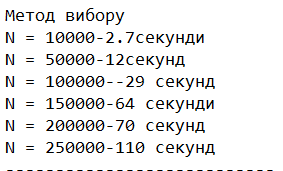 Метод вибору
N = 10000-2.7секунди
N = 50000-12секунд
N = 100000--29 секунд
N = 150000-64 секунди
N = 200000-70 секунд
N = 250000-110 секунд
---------------------------